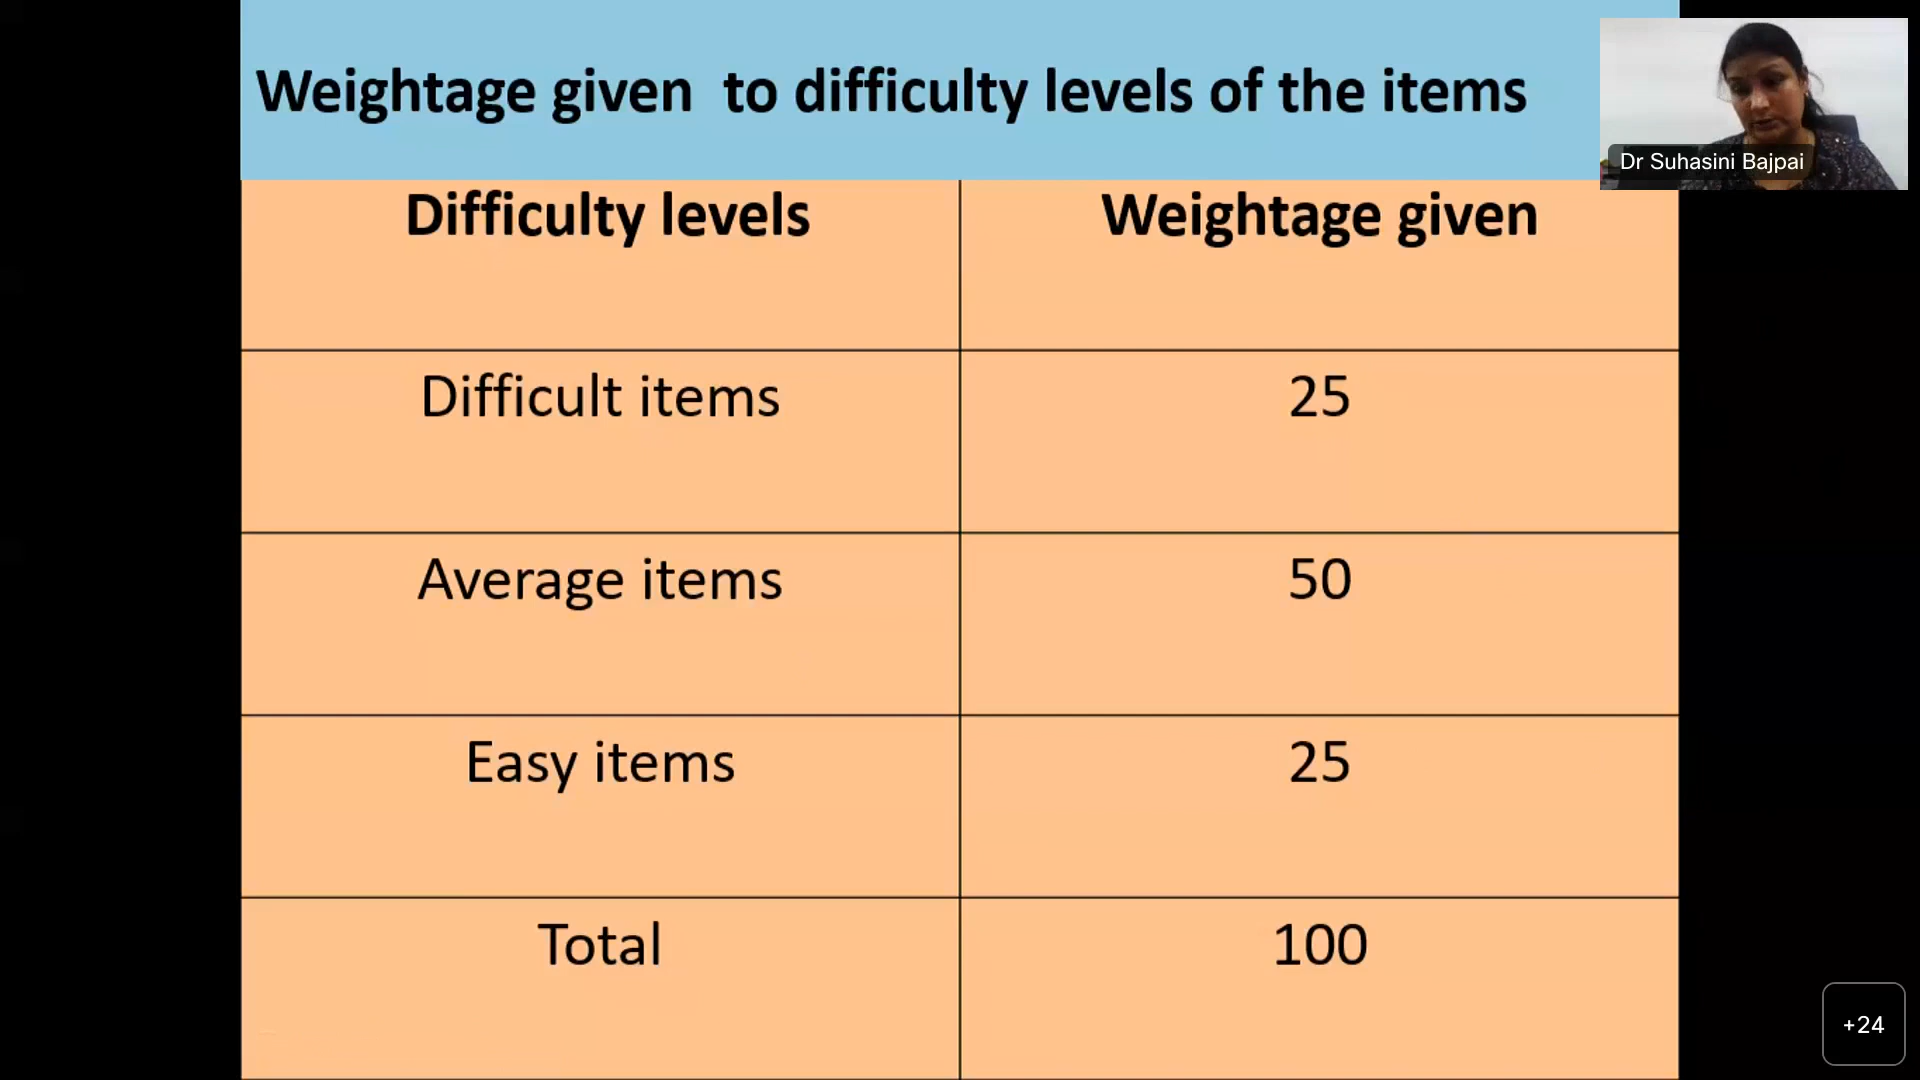 Weightage given  to difficulty levels of the items
Dr Suhasini Bajpai
Difficulty levels
Weightage given
Difficult items
25
Average items
50
Easy items
25
Total
100
+24